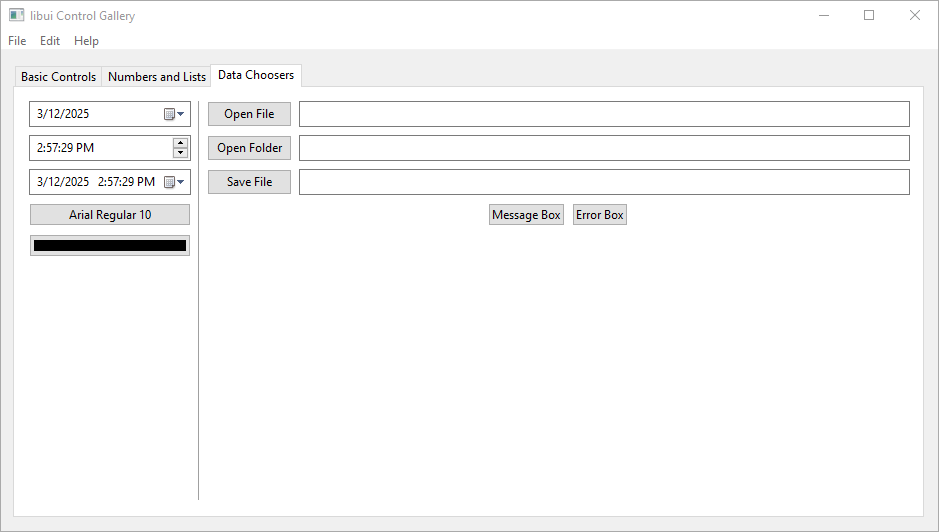 libui Control Gallery
File Edit Help
Basic Controls Numbers and Lists Data Choosers
3/12/2025 Open File
2:57:29 PM Open Folder
3/12/2025 2:57:29 PM Save File
Arial Regular 10 Message Box Error Box